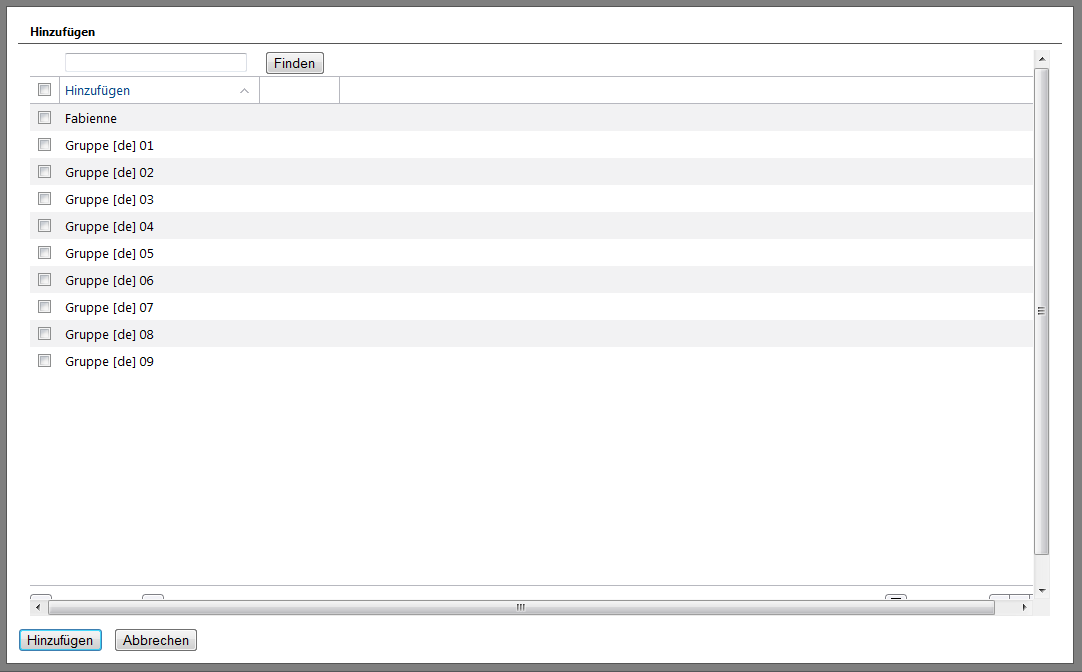 Hinzufügen
Finden
Hinzufügen
Fabienne
Gruppe [de] 01
Gruppe [de] 02
Gruppe [de] 03
Gruppe [de] 04
Gruppe [de] 05
Gruppe [de] 06
Gruppe [de] 07
Gruppe [de] 08
Gruppe [de] 09
Hinzufügen Abbrechen